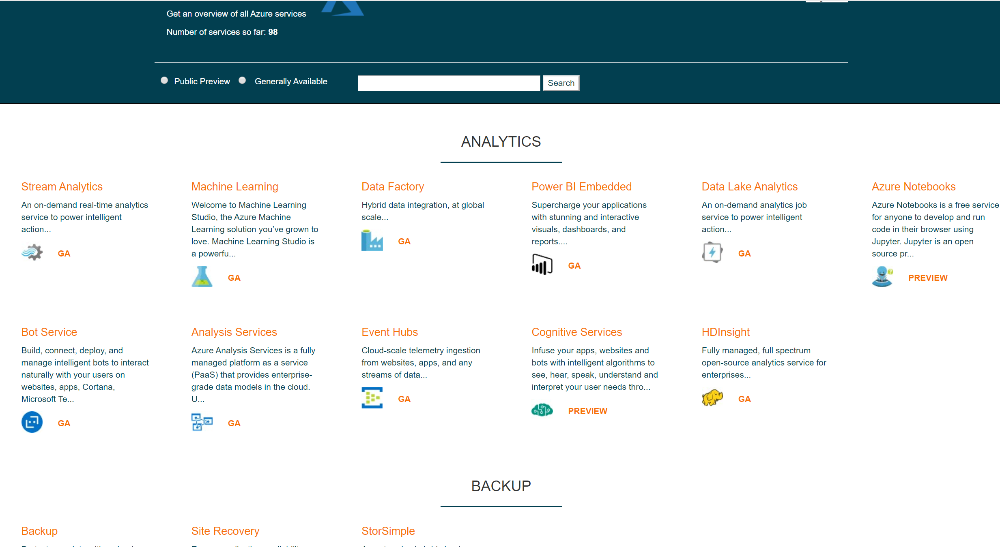 Get an overview of all Azure services
Number of services so far: 98
Public Preview
Generally Available
Search
ANALYTICS
Stream Analytics
An on-demand real-time analytics
service to power intelligent
action...
GA
Machine Learning
Welcome to Machine Learning
Studio, the Azure Machine
Learning solution you’ve grown to
love. Machine Learning Studio is
a powerfu...
GA
Data Factory
Hybrid data integration, at global
scale...
GA
Power BI Embedded
Supercharge your applications
with stunning and interactive
visuals, dashboards, and
reports....
GA
Data Lake Analytics
An on-demand analytics job
service to power intelligent
action...
GA
Azure Notebooks
Azure Notebooks is a free service
for anyone to develop and run
code in their browser using
Jupyter. Jupyter is an open
source pr...
PREVIEW
Bot Service
Build, connect, deploy, and
manage intelligent bots to interact
naturally with your users on
websites, apps, Cortana,
Microsoft Te...
GA
Analysis Services
Azure Analysis Services is a fully
managed platform as a service
(PaaS) that provides enterprise-
grade data models in the cloud.
U...
GA
Event Hubs
Cloud-scale telemetry ingestion
from websites, apps, and any
streams of data...
GA
Cognitive Services
Infuse your apps, websites and
bots with intelligent algorithms to
see, hear, speak, understand and
interpret your user needs thro...
PREVIEW
HDInsight
Fully managed, full spectrum
open-source analytics service for
enterprises...
GA
BACKUP
Backup
Site Recovery
StorSimple